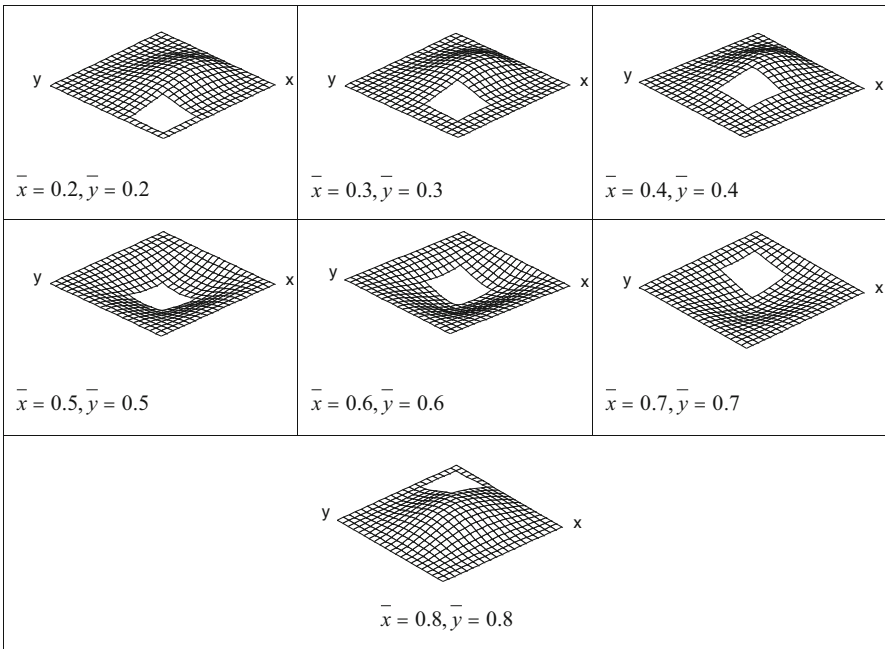 y x
y x
y x
x̄ = 0.2, ȳ = 0.2
x̄ = 0.3, ȳ = 0.3
x̄ = 0.4, ȳ = 0.4
y x
y x
y x
x̄ = 0.5, ȳ = 0.5
x̄ = 0.6, ȳ = 0.6
x̄ = 0.7, ȳ = 0.7
y x
x̄ = 0.8, ȳ = 0.8